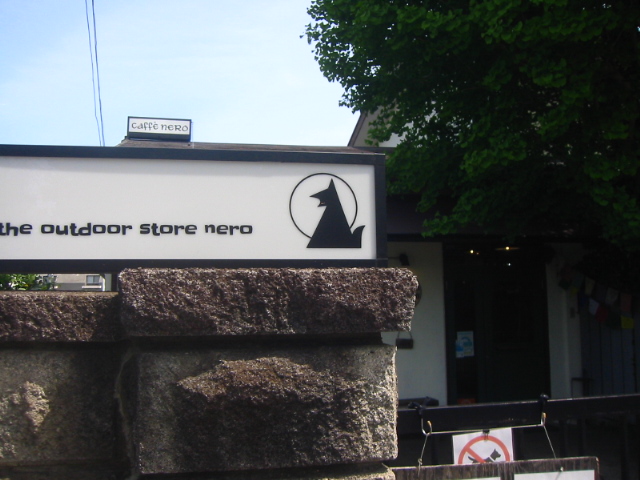 caffè NERO
the outdoor store nero